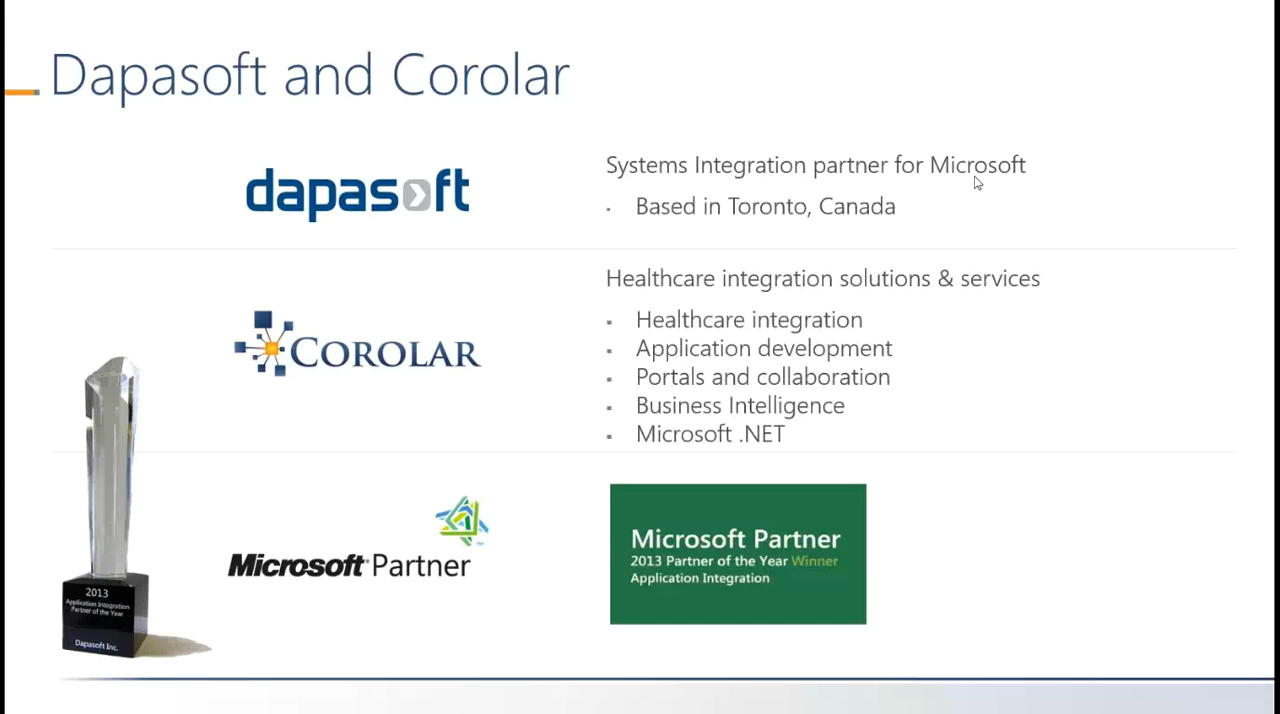 Dapasoft and Corolar
dapasoft
Systems Integration partner for Microsoft
Based in Toronto, Canada
COROLAR
Healthcare integration solutions & services
Healthcare integration
Application development
Portals and collaboration
Business Intelligence
Microsoft .NET
2013
Application Integration
Partner of the Year
Dapasoft Inc.
Microsoft Partner
Microsoft Partner
2013 Partner of the Year Winner
Application Integration